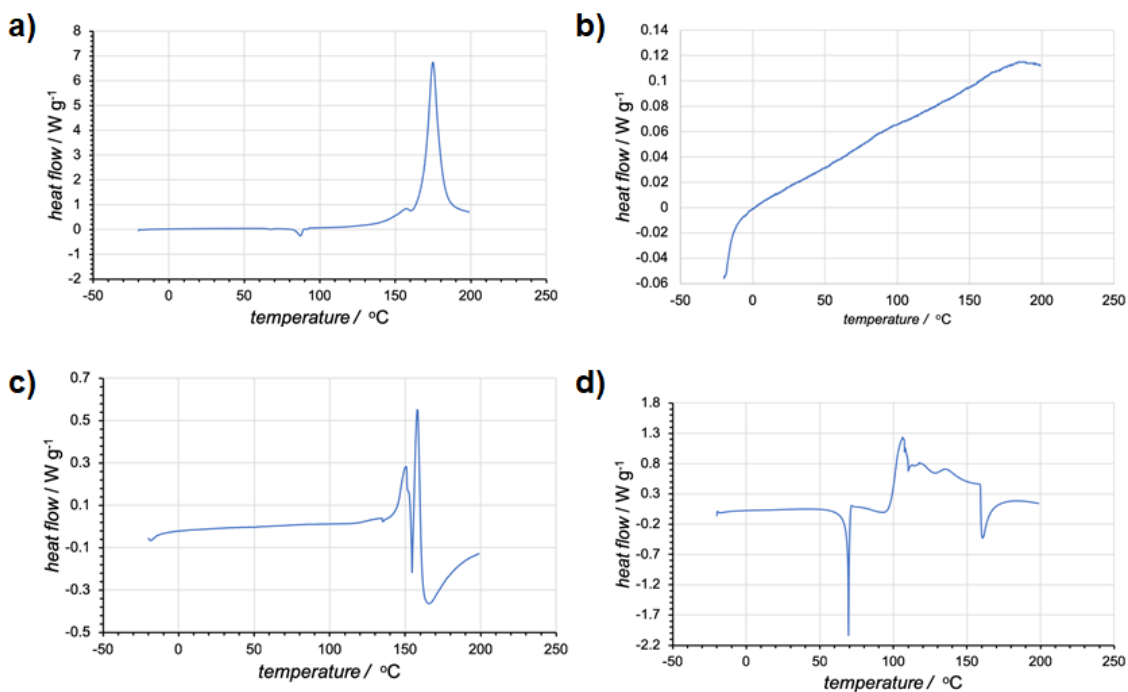 a)
8
7
6
5
4
3
2
1
0
-1
-2
heat flow / W g-1
-50 0 50 100 150 200 250
temperature / oC
b)
0.14
0.12
0.1
0.08
0.06
0.04
0.02
0
-0.02
-0.04
-0.06
heat flow / W g-1
-50 0 50 100 150 200 250
temperature / oC
c)
0.7
0.5
0.3
0.1
-0.1
-0.3
-0.5
heat flow / W g-1
-50 0 50 100 150 200 250
temperature / oC
d)
1.8
1.3
0.8
0.3
-0.2
-0.7
-1.2
-1.7
-2.2
heat flow / W g-1
-50 0 50 100 150 200 250
temperature / oC